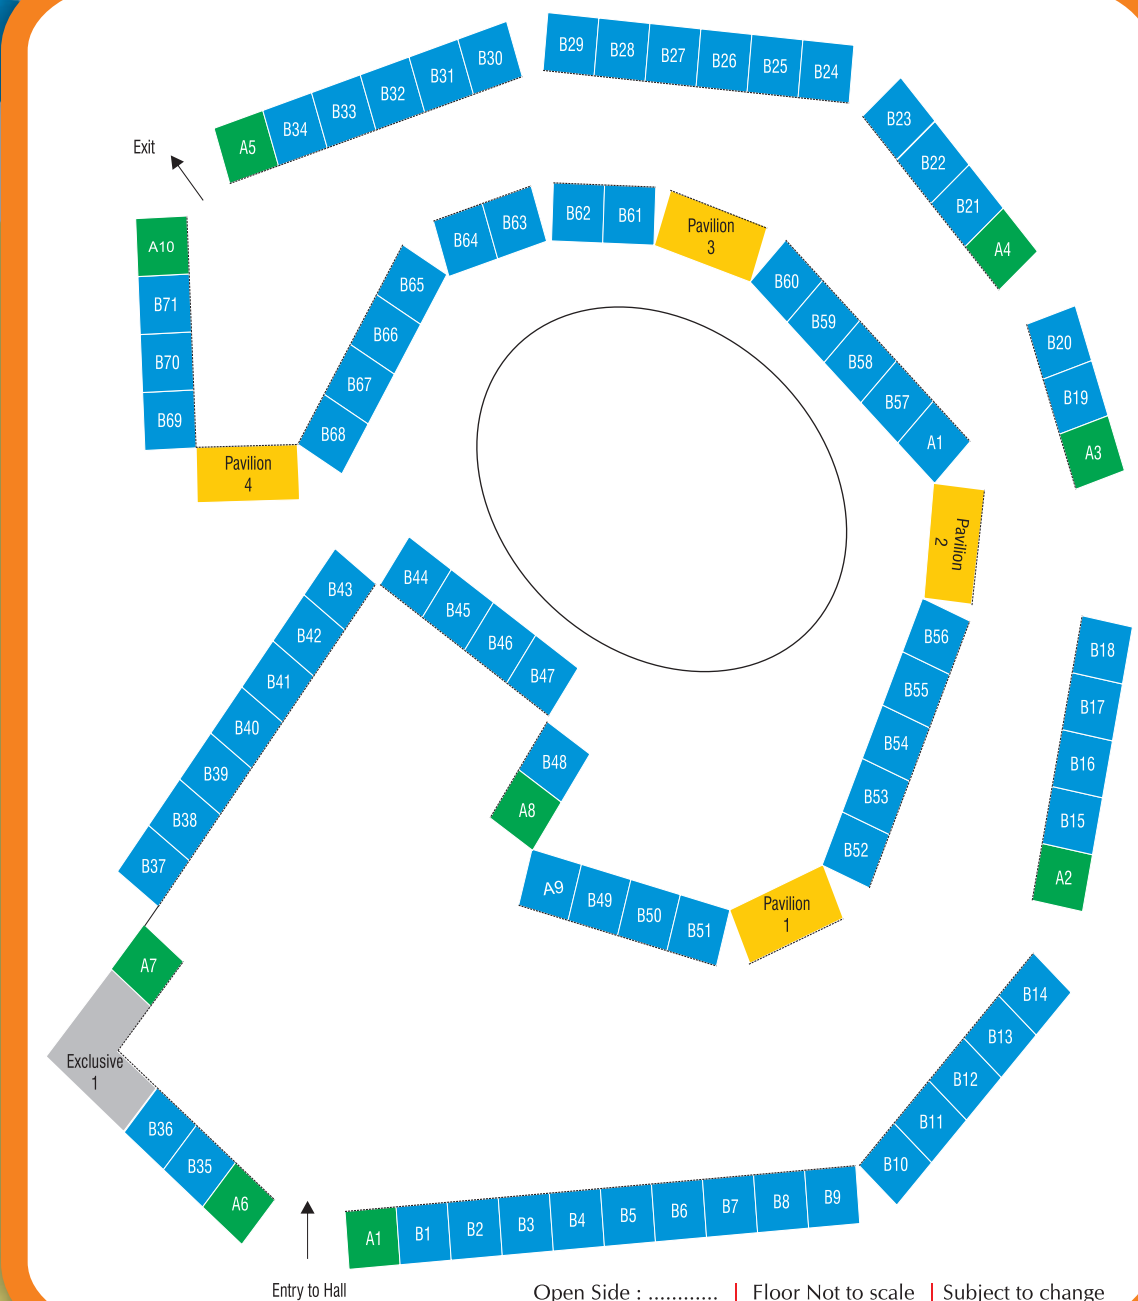 B29 B28 B27 B26 B25 B24
B30
B31
B32
B33
B34
A5
B23
B22
B21
A4
Exit
A10
B71
B70
B69
Pavilion
4
B62 B61
B63
B64
Pavilion
3
B65
B66
B67
B68
B60
B59
B58
B57
A1
B20
B19
A3
Pavilion
2
B43
B42
B41
B40
B39
B38
B37
B44
B45
B46
B47
B48
A8
B56
B55
B54
B53
B52
B18
B17
B16
B15
A2
A9 B49 B50 B51
Pavilion
1
A7
Exclusive
1
B36
B35
A6
B14
B13
B12
B11
B10
A1 B1 B2 B3 B4 B5 B6 B7 B8 B9
Entry to Hall
Open Side : ............ | Floor Not to scale | Subject to change